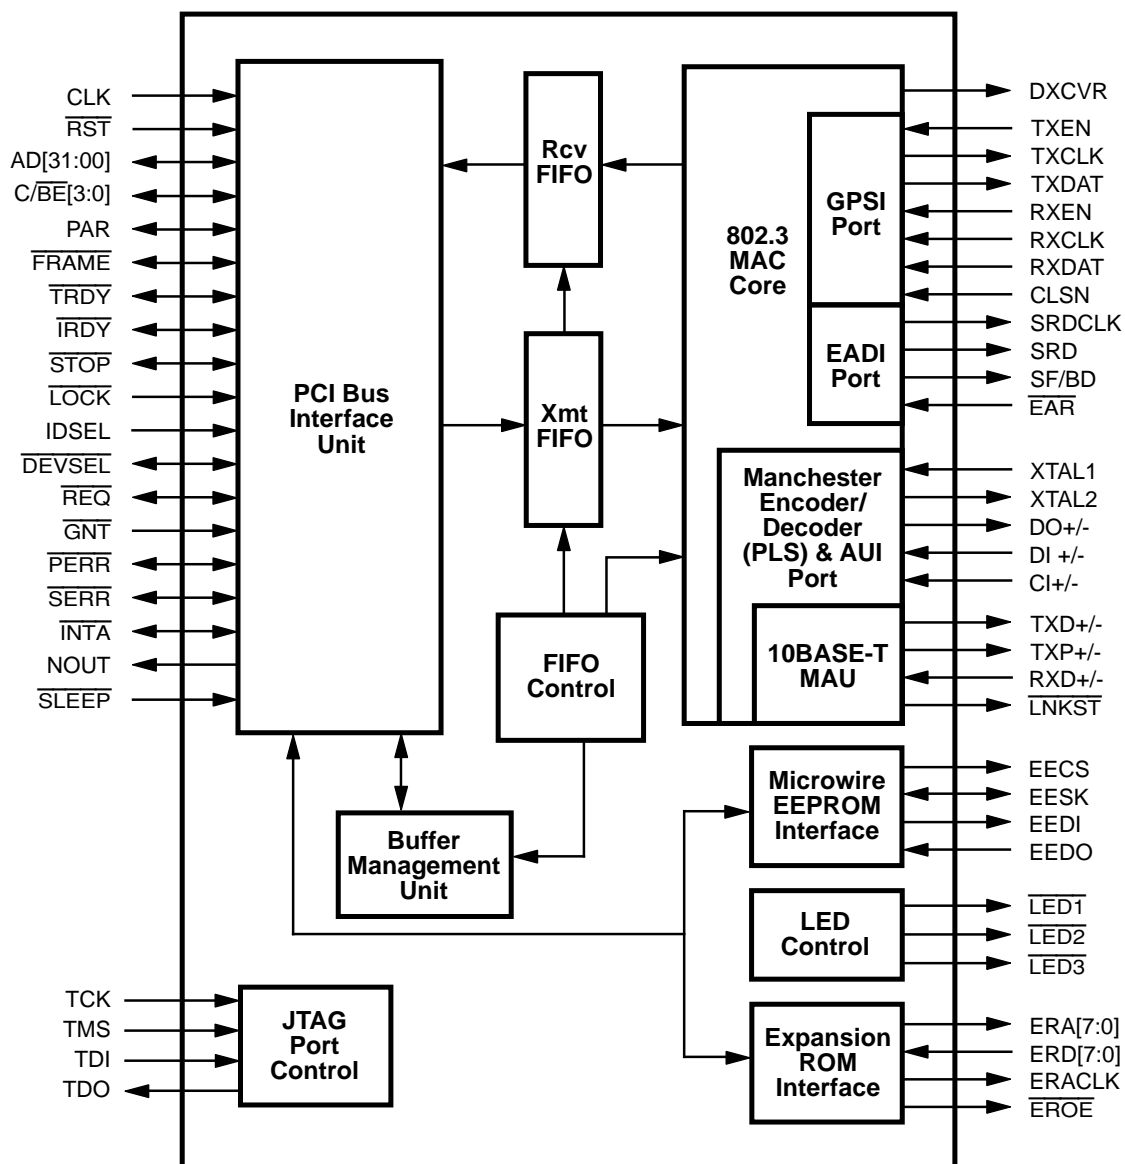 CLK
RST
AD[31:00]
C/BE[3:0]
PAR
FRAME
TRDY
IRDY
STOP
LOCK
IDSEL
DEVSEL
REQ
GNT
PERR
SERR
INTA
NOUT
SLEEP
TCK
TMS
TDI
TDO
PCI Bus
Interface
Unit
Rcv
FIFO
Xmt
FIFO
FIFO
Control
Buffer
Management
Unit
JTAG
Port
Control
802.3
MAC
Core
GPSI
Port
EADI
Port
Manchester
Encoder/
Decoder
(PLS) & AUI
Port
10BASE-T
MAU
Microwire
EEPROM
Interface
LED
Control
Expansion
ROM
Interface
DXCVR
TXEN
TXCLK
TXDAT
RXEN
RXCLK
RXDAT
CLSN
SRDCLK
SRD
SF/BD
EAR
XTAL1
XTAL2
DO+/-
DI +/-
CI+/-
TXD+/-
TXP+/-
RXD+/-
LNKST
EECS
EESK
EEDI
EEDO
LED1
LED2
LED3
ERA[7:0]
ERD[7:0]
ERACLK
EROE